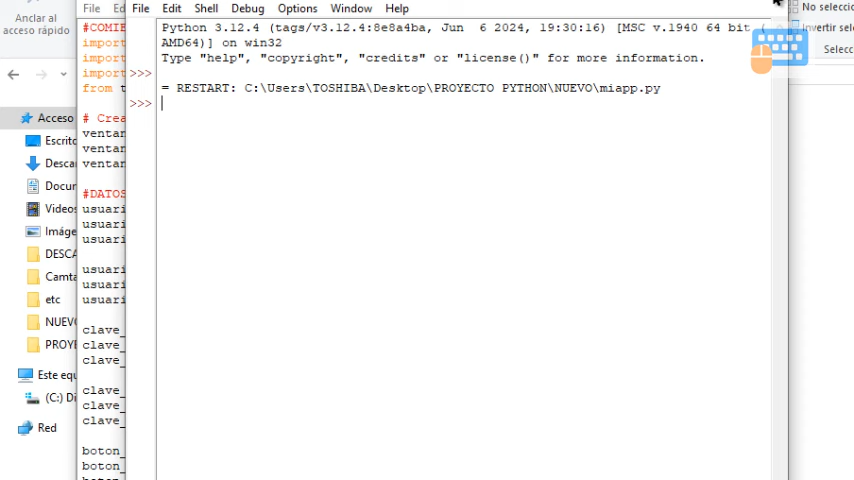 Anclar al
acceso rápido
Acceso
Escrito
Descar
Docum
Videos
Imáge
DESCA
Camta
etc
NUEVO
PROYE
Este equ
(C:) Di
Red
File Ed
#COMIE
import
import
import
from t
# Crea
ventan
ventan
ventan
#DATOS
usuari
usuari
usuari
usuari
usuari
usuari
clave_
clave_
clave_
clave_
clave_
clave_
boton_
boton_
File Edit Shell Debug Options Window Help
Python 3.12.4 (tags/v3.12.4:8e8a4ba, Jun  6 2024, 19:30:16) [MSC v.1940 64 bit (
AMD64)] on win32
Type "help", "copyright", "credits" or "license()" for more information.
>>>
= RESTART: C:\Users\TOSHIBA\Desktop\PROYECTO PYTHON\NUEVO\miapp.py
>>>
No seleccio
Invertir selec
Selecc